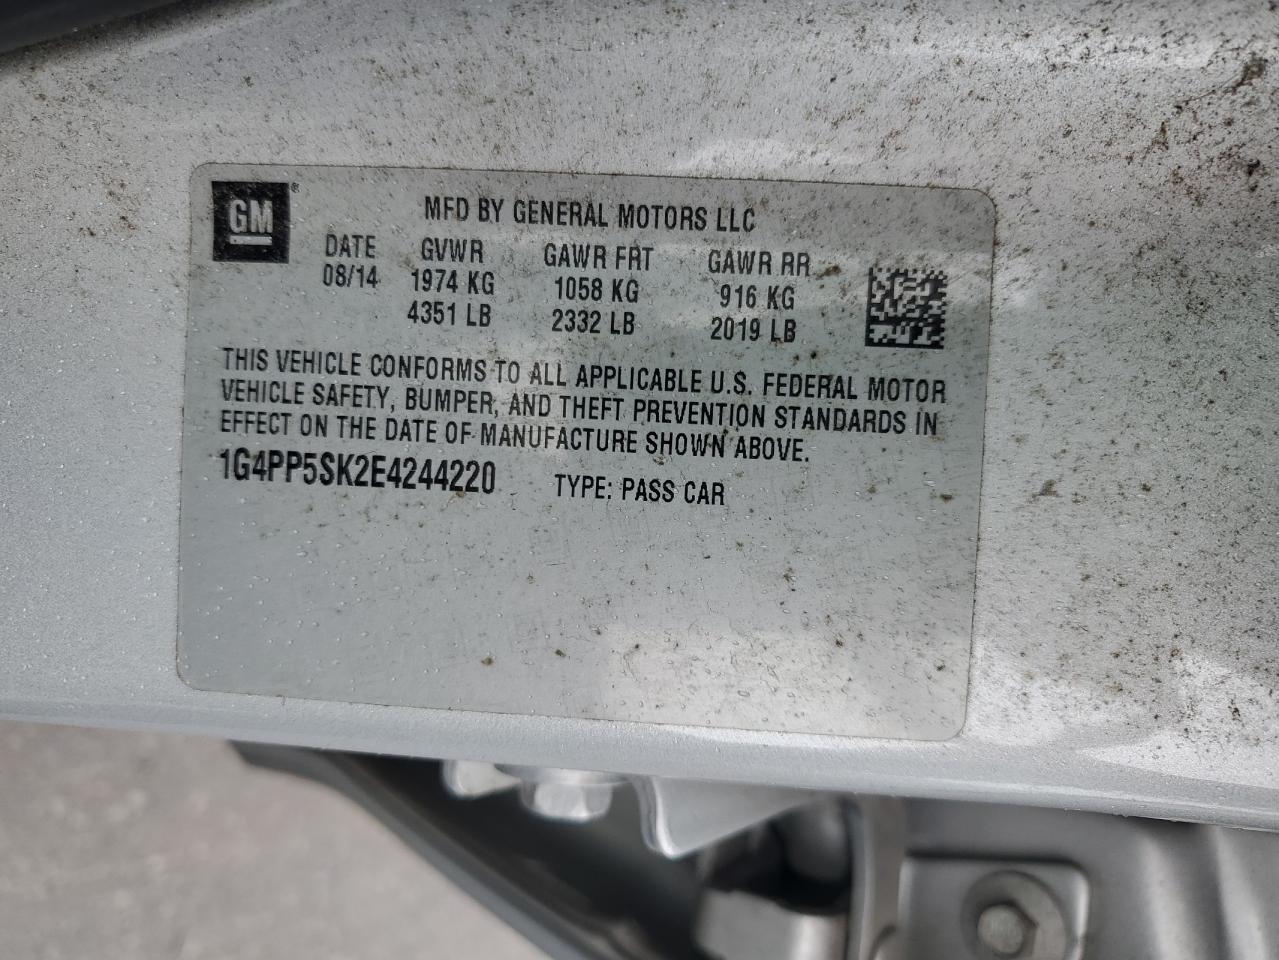 GM®
MFD BY GENERAL MOTORS LLC
DATE GVWR GAWR FRT GAWR RR
08/14 1974 KG 1058 KG 916 KG
4351 LB 2332 LB 2019 LB
THIS VEHICLE CONFORMS TO ALL APPLICABLE U.S. FEDERAL MOTOR
VEHICLE SAFETY, BUMPER, AND THEFT PREVENTION STANDARDS IN
EFFECT ON THE DATE OF MANUFACTURE SHOWN ABOVE.
1G4PP5SK2E4244220 TYPE: PASS CAR